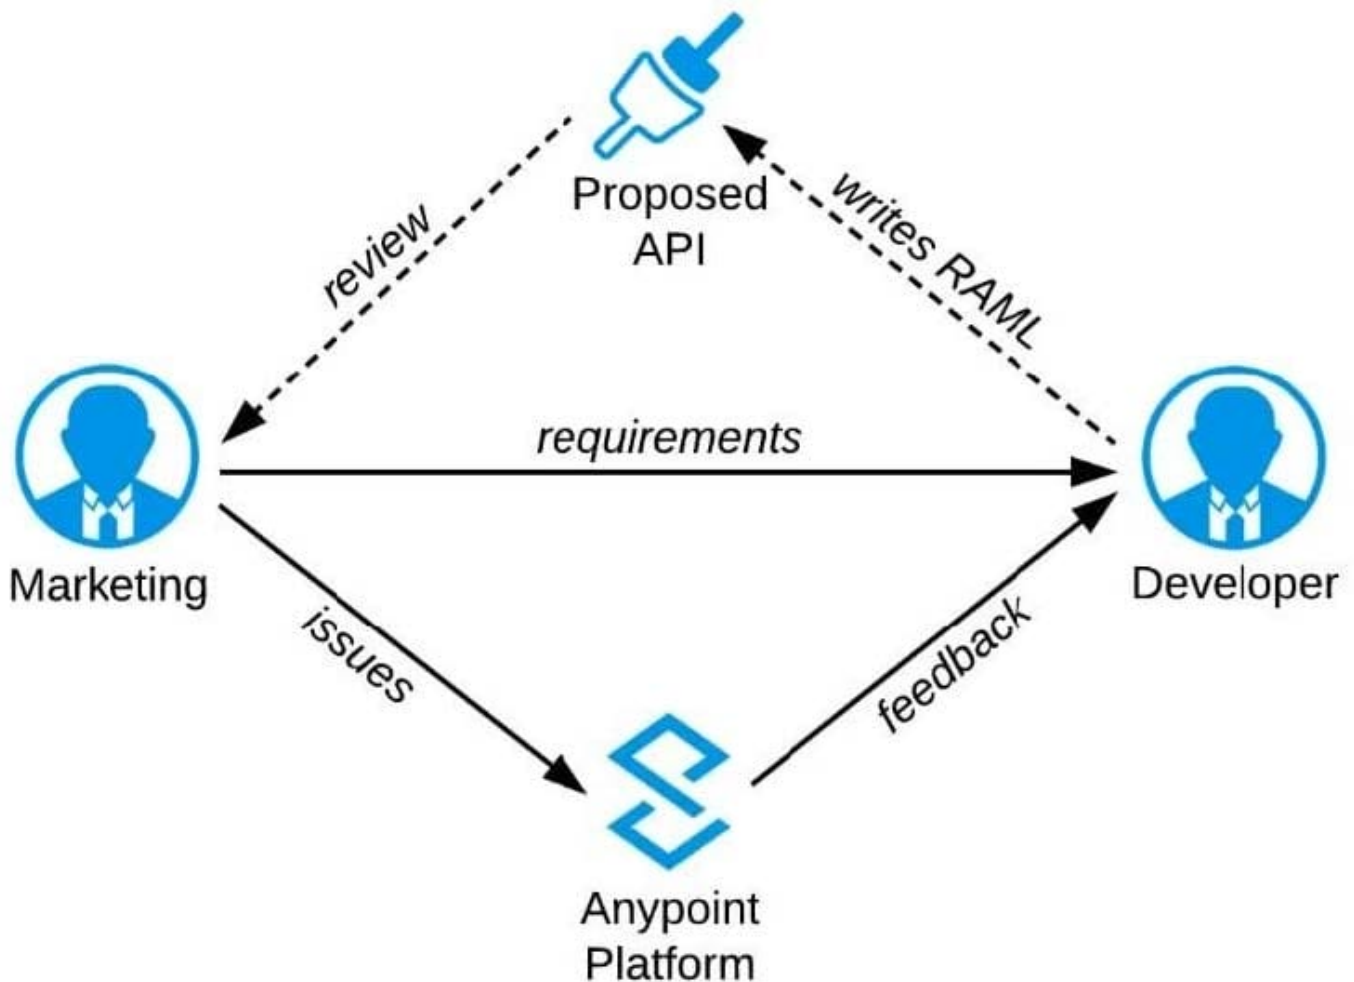 Proposed
API
review
writes RAML
requirements
Marketing
Developer
issues
feedback
Anypoint
Platform